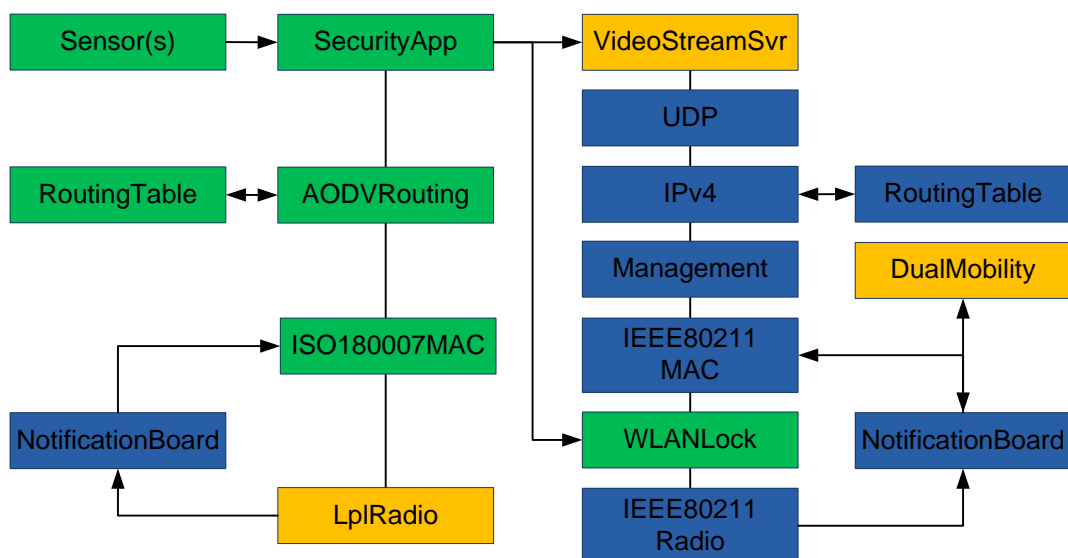 Sensor(s)
SecurityApp
VideoStreamSvr
UDP
RoutingTable
AODVRouting
IPv4
RoutingTable
Management
DualMobility
ISO180007MAC
IEEE80211
MAC
NotificationBoard
WLANLock
NotificationBoard
LplRadio
IEEE80211
Radio